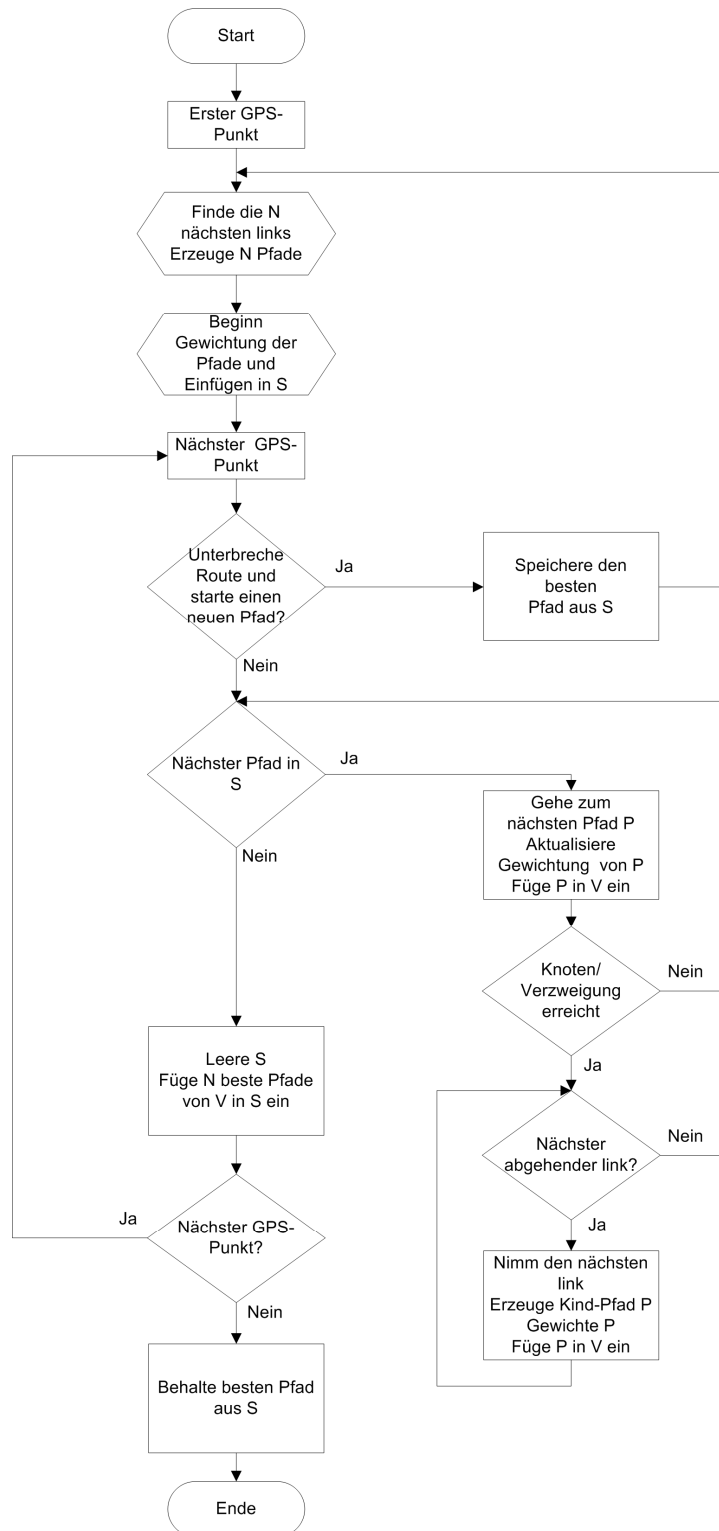 Start
Erster GPS-
Punkt
Finde die N
nächsten links
Erzeuge N Pfade
Beginn
Gewichtung der
Pfade und
Einfügen in S
Nächster GPS-
Punkt
Unterbreche
Route und
starte einen
neuen Pfad?
Ja
Speichere den
besten
Pfad aus S
Nein
Nächster Pfad in
S
Ja
Nein
Gehe zum
nächsten Pfad P
Aktualisiere
Gewichtung von P
Füge P in V ein
Knoten/
Verzweigung
erreicht
Nein
Ja
Leere S
Füge N beste Pfade
von V in S ein
Nächster
abgehender link?
Nein
Ja
Nächster GPS-
Punkt?
Ja
Nein
Nimm den nächsten
link
Erzeuge Kind-Pfad P
Gewichte P
Füge P in V ein
Behalte besten Pfad
aus S
Ende